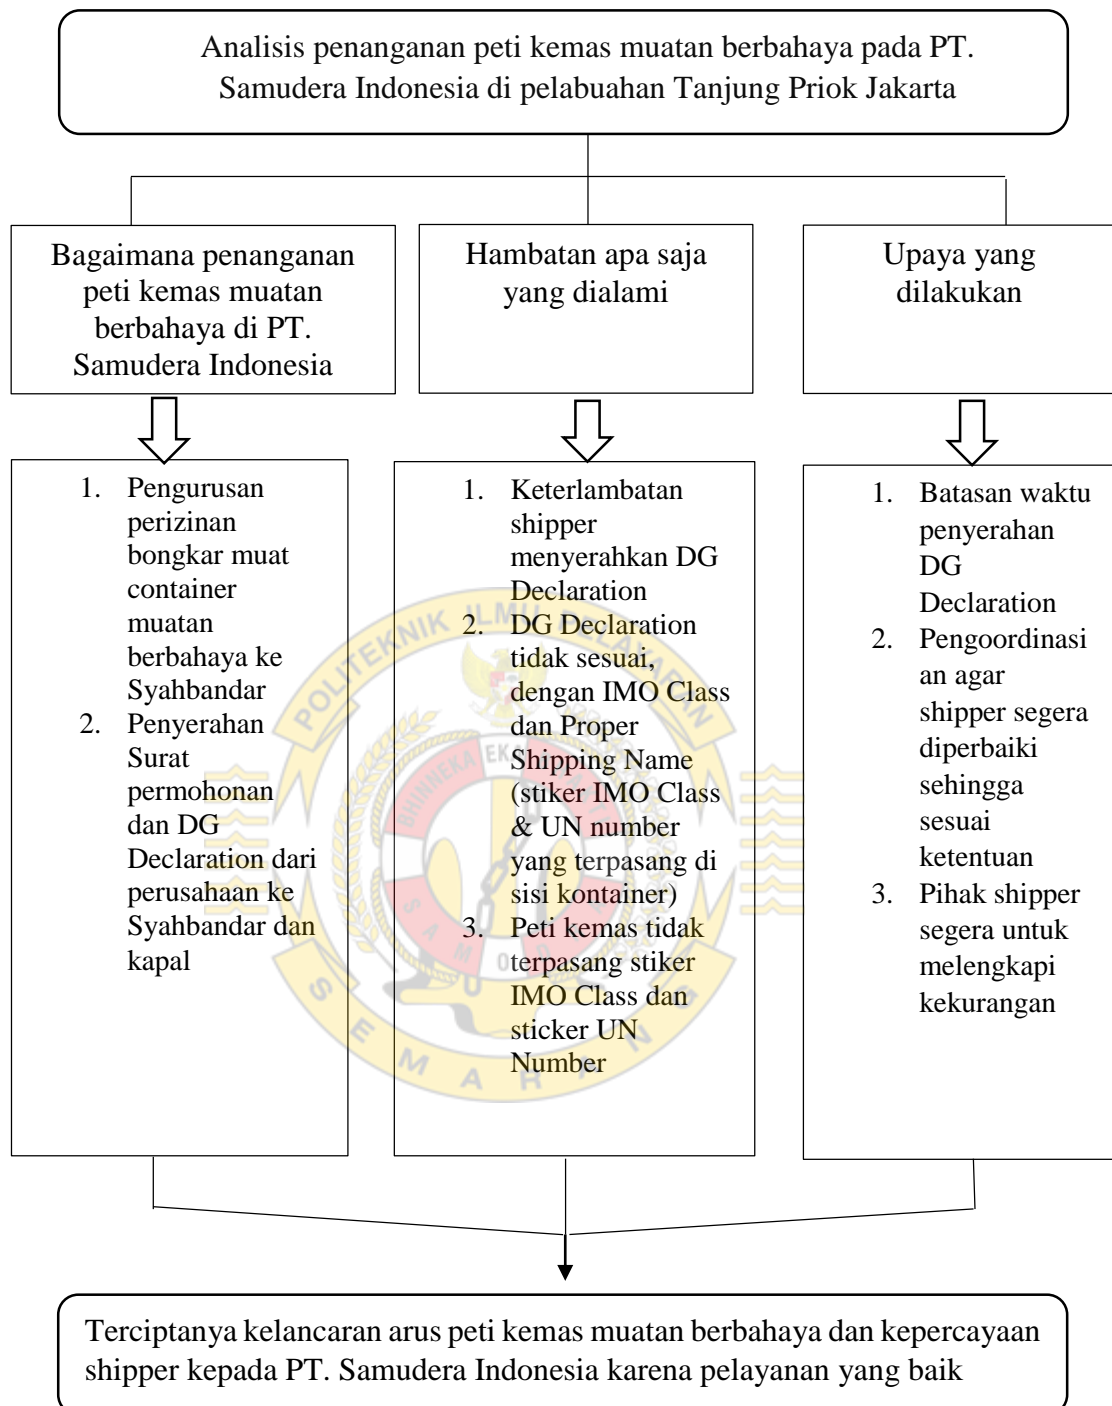 Analisis penanganan peti kemas muatan berbahaya pada PT.
Samudera Indonesia di pelabuahan Tanjung Priok Jakarta
Bagaimana penanganan
peti kemas muatan
berbahaya di PT.
Samudera Indonesia
Hambatan apa saja
yang dialami
Upaya yang
dilakukan
1. Pengurusan
perizinan
bongkar muat
container
muatan
berbahaya ke
Syahbandar
2. Penyerahan
Surat
permohonan
dan DG
Declaration dari
perusahaan ke
Syahbandar dan
kapal
1. Keterlambatan
shipper
menyerahkan DG
Declaration
2. DG Declaration
tidak sesuai,
dengan IMO Class
dan Proper
Shipping Name
(stiker IMO Class
& UN number
yang terpasang di
sisi kontainer)
3. Peti kemas tidak
terpasang stiker
IMO Class dan
sticker UN
Number
1. Batasan waktu
penyerahan
DG
Declaration
2. Pengoordinasi
an agar
shipper segera
diperbaiki
sehingga
sesuai
ketentuan
3. Pihak shipper
segera untuk
melengkapi
kekurangan
POLITEKNIK ILMU PELAYARAN
SEMARANG
Terciptanya kelancaran arus peti kemas muatan berbahaya dan kepercayaan
shipper kepada PT. Samudera Indonesia karena pelayanan yang baik